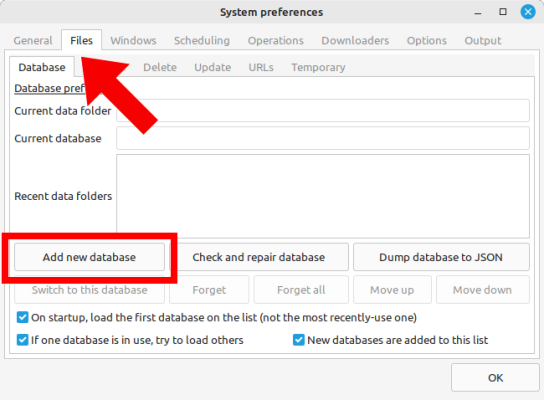 System preferences
General Files Windows Scheduling Operations Downloaders Options Output
Database Delete Update URLs Temporary
Database
Current data folder
Current database
Recent data folders
Add new database Check and repair database Dump database to JSON
Switch to this database Forget Forget all Move up Move down
On startup, load the first database on the list (not the most recently-use one)
If one database is in use, try to load others New databases are added to this list
OK